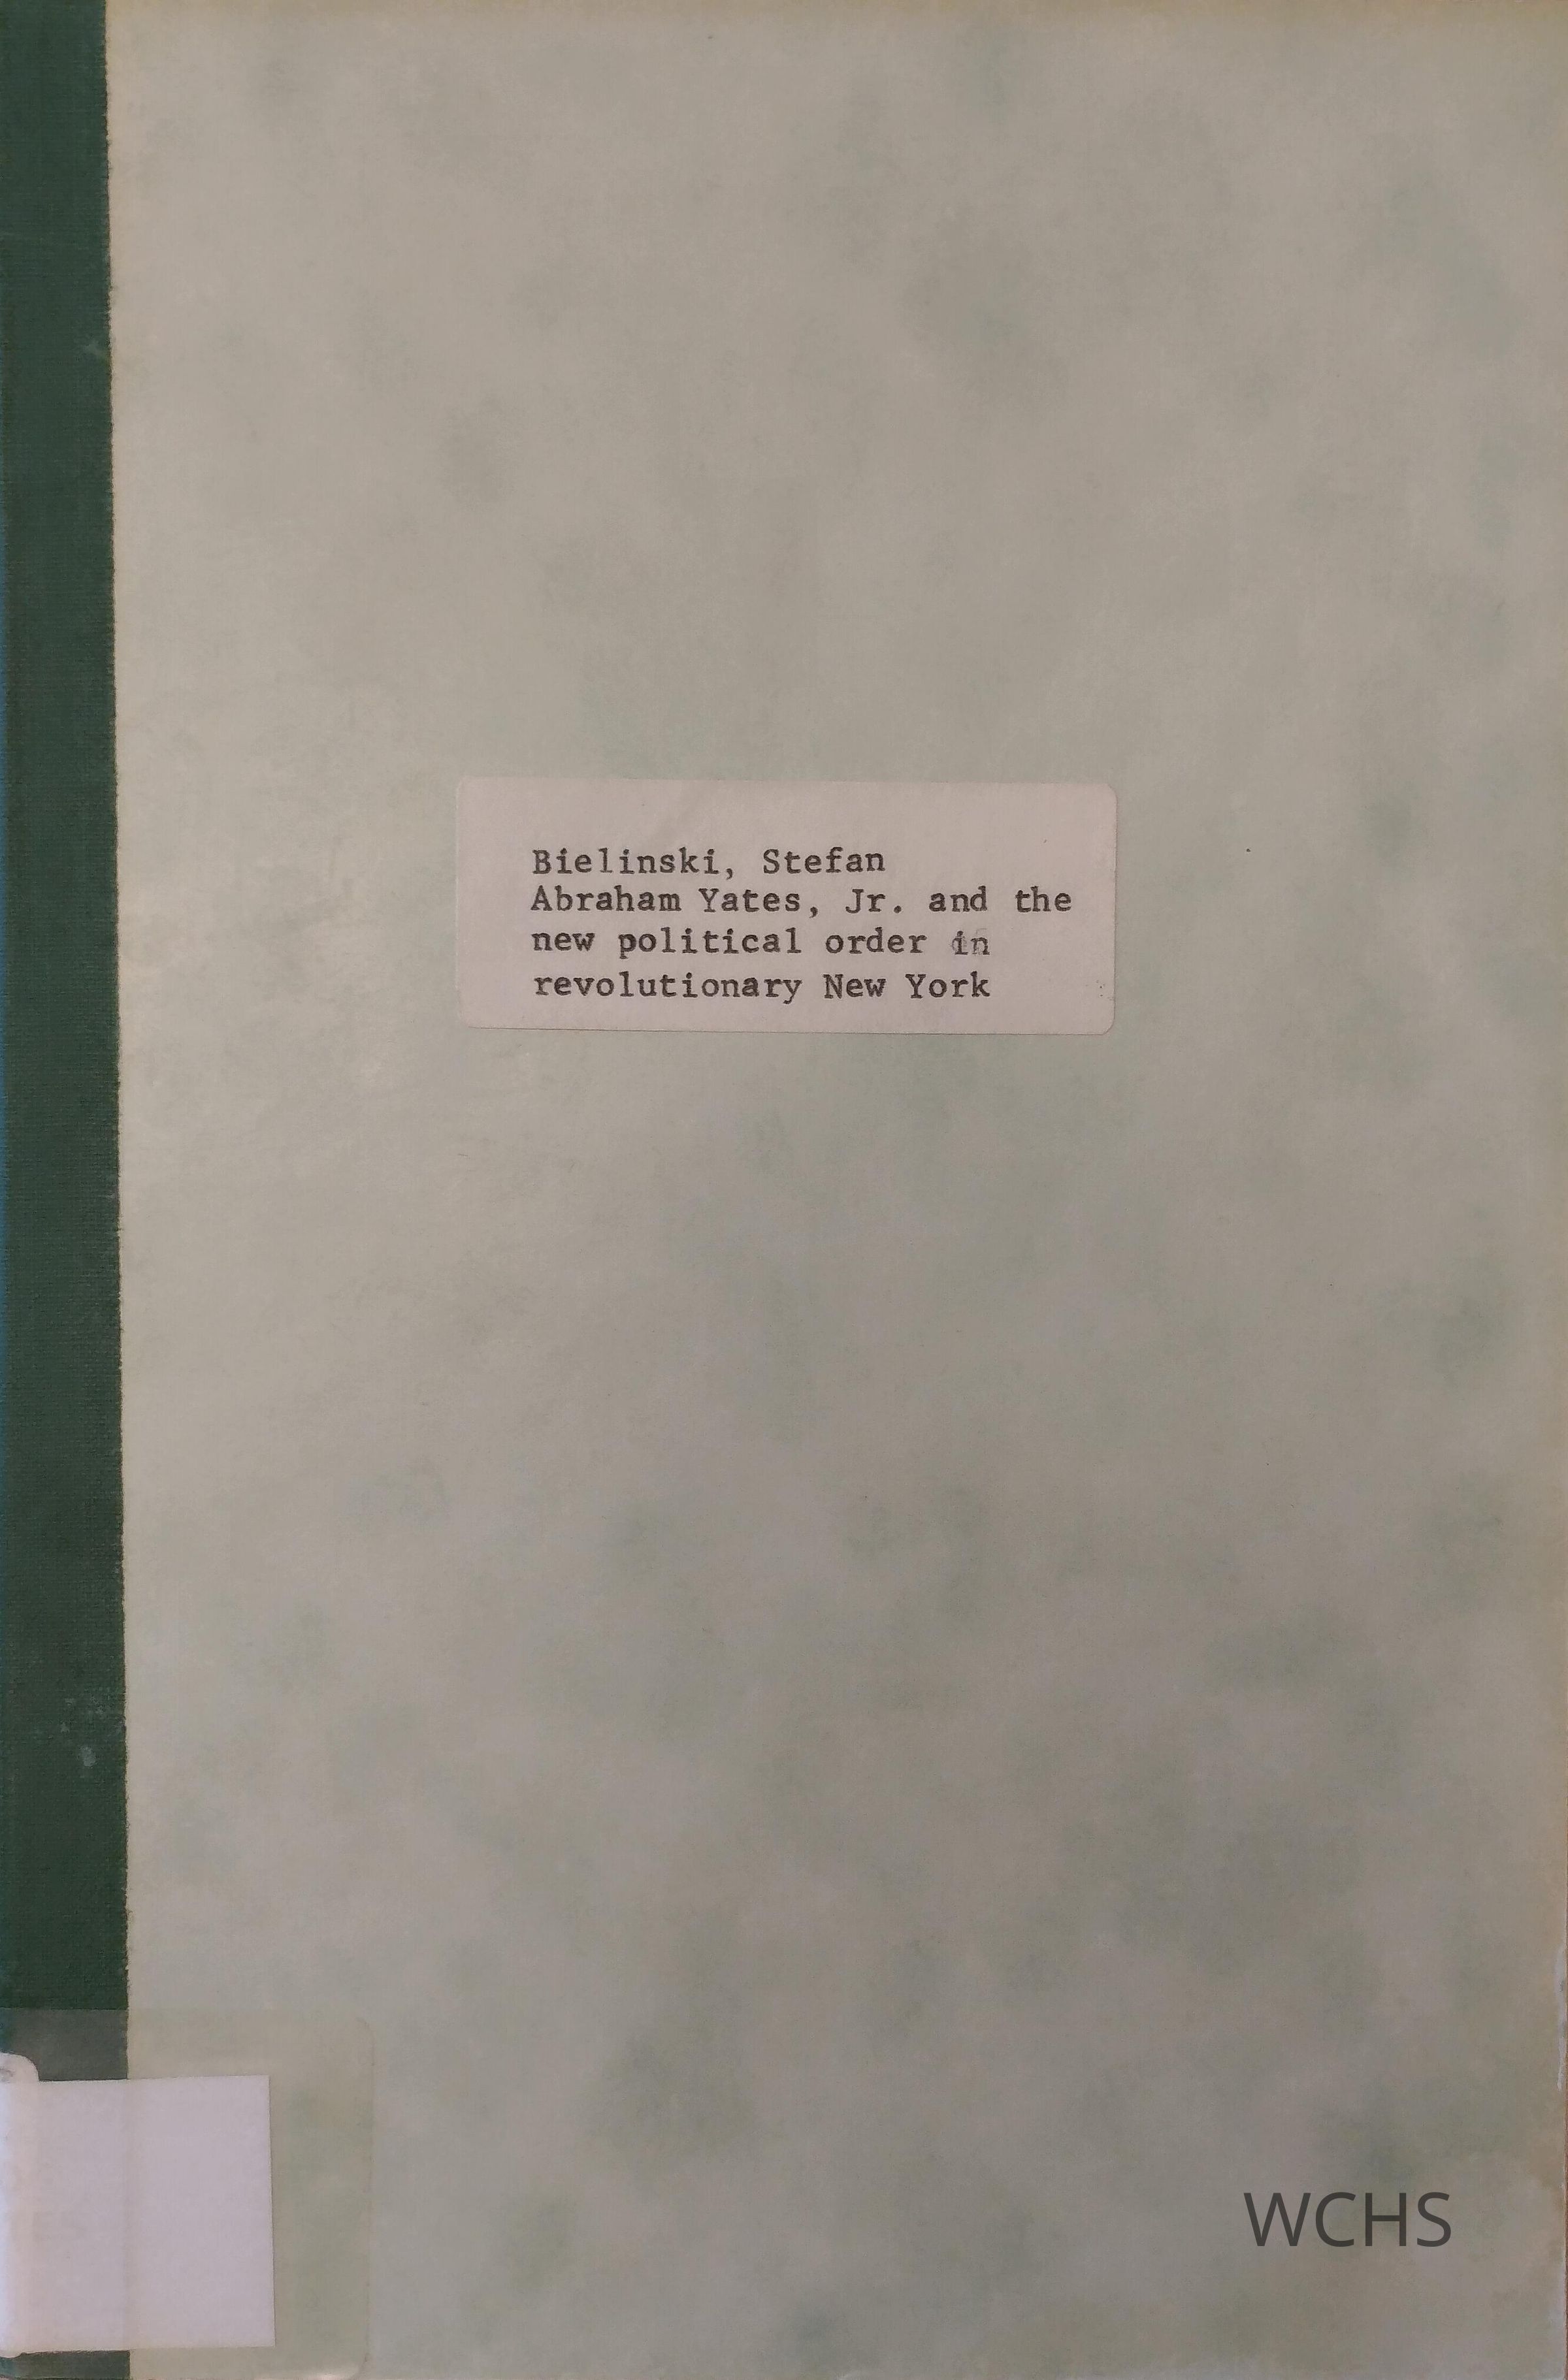 Bielinski, Stefan
Abraham Yates, Jr. and the
new political order in
revolutionary New York
WCHS